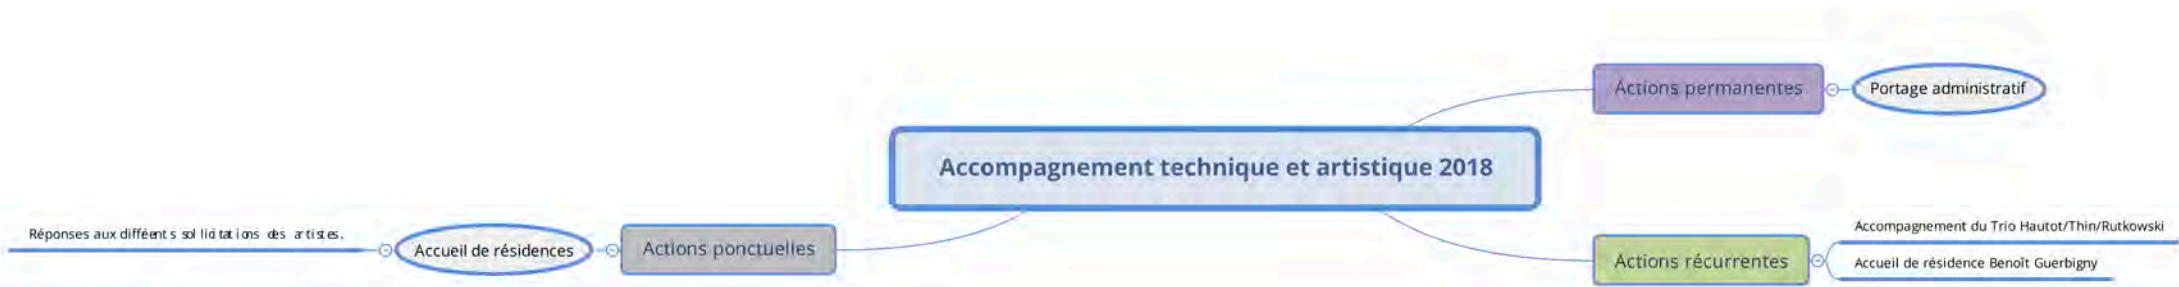 Accompagnement technique et artistique 2018
Actions permanentes
Portage administratif
Actions récurrentes
Accompagnement du Trio Hautot/Thin/Rutkowski
Accueil de résidence Benoît Guerbigny
Actions ponctuelles
Accueil de résidences
Réponses aux difféents sollicitations des artistes.